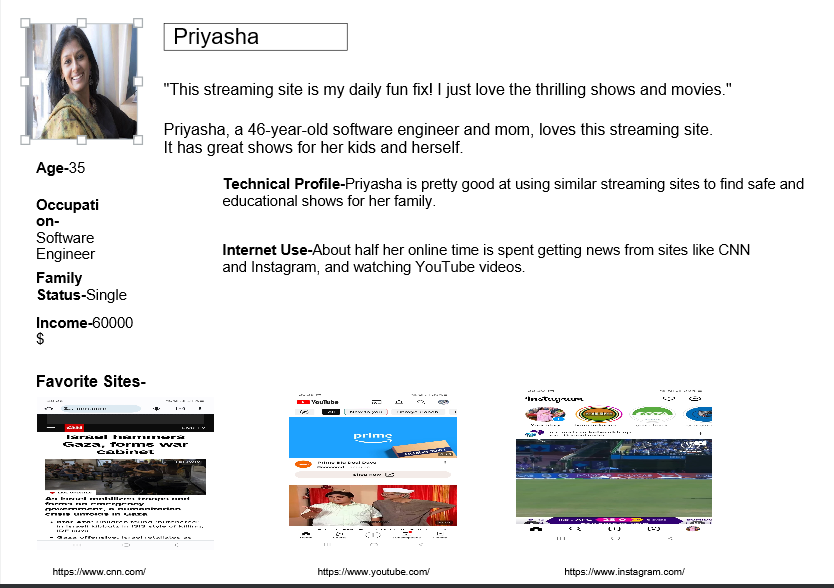 Priyasha
"This streaming site is my daily fun fix! I just love the thrilling shows and movies."
Priyasha, a 46-year-old software engineer and mom, loves this streaming site.
It has great shows for her kids and herself.
Age-35
Technical Profile-Priyasha is pretty good at using similar streaming sites to find safe and
educational shows for her family.
Occupati
on-
Software
Engineer
Internet Use-About half her online time is spent getting news from sites like CNN
and Instagram, and watching YouTube videos.
Family
Status-Single
Income-60000
$
Favorite Sites-
CNN
Israel hammers
Gaza, forms war
cabinet
YouTube
All
prime
Instagram
https://www.cnn.com/
https://www.youtube.com/
https://www.instagram.com/